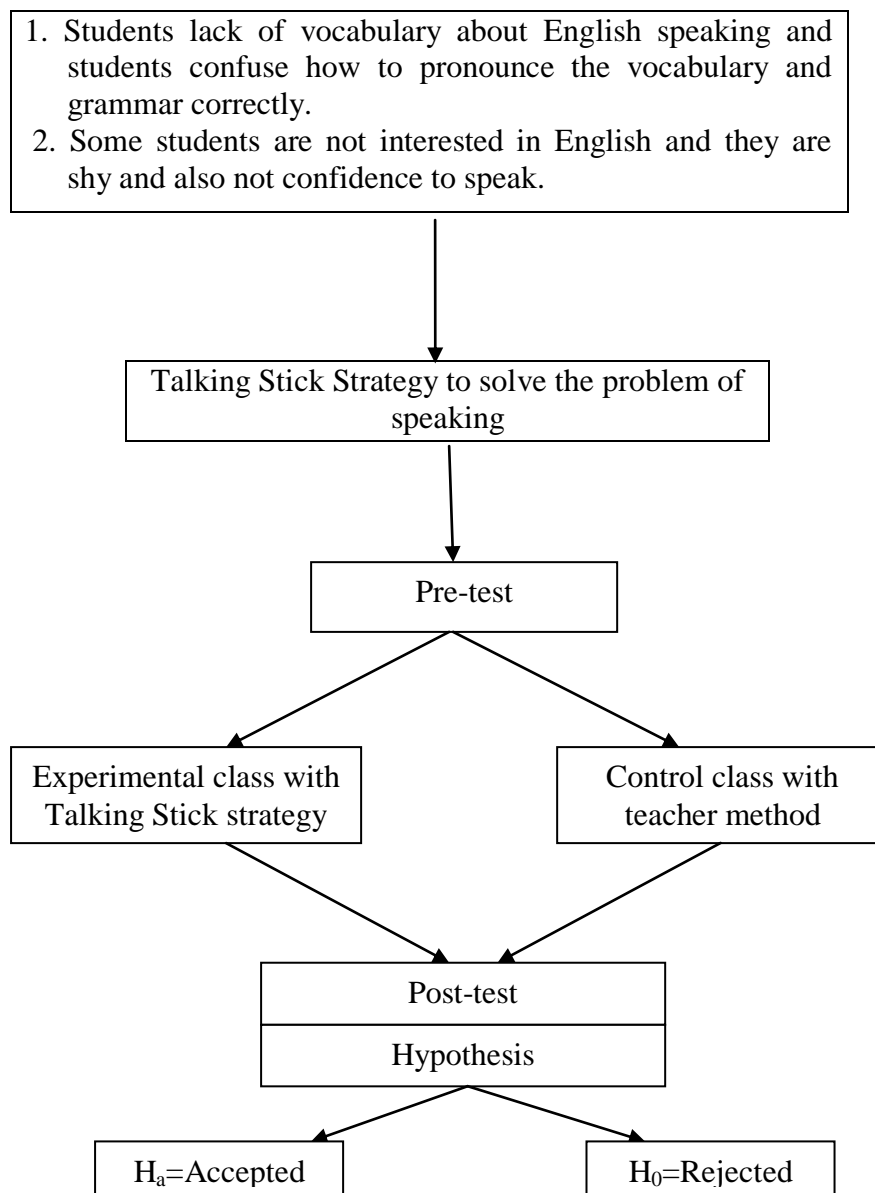 1. Students lack of vocabulary about English speaking and
students confuse how to pronounce the vocabulary and
grammar correctly.
2. Some students are not interested in English and they are
shy and also not confidence to speak.
Talking Stick Strategy to solve the problem of
speaking
Pre-test
Experimental class with
Talking Stick strategy
Control class with
teacher method
Post-test
Hypothesis
Hₐ=Accepted
H₀=Rejected